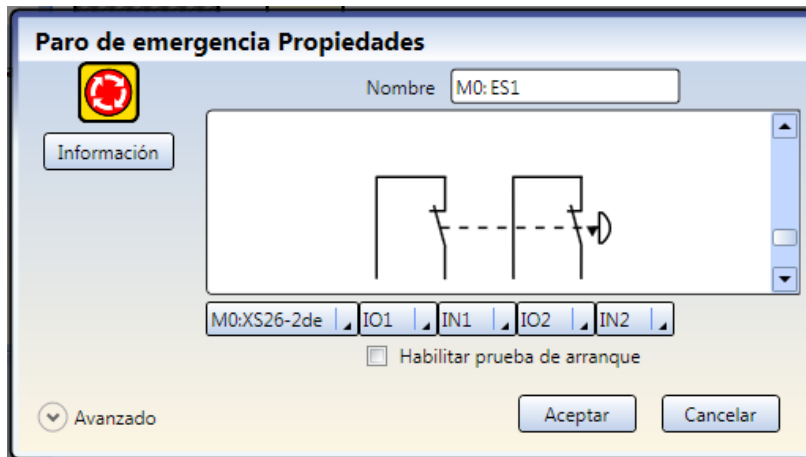 Paro de emergencia Propiedades
Nombre M0:ES1
Información
M0:XS26-2de IO1 IN1 IO2 IN2
Habilitar prueba de arranque
Avanzado Aceptar Cancelar